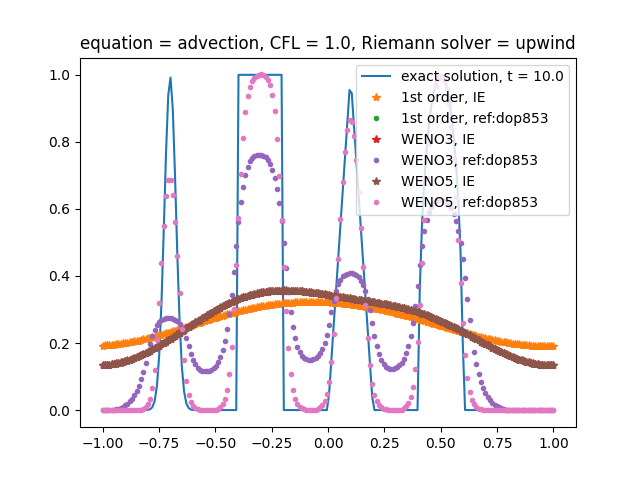 equation = advection, CFL = 1.0, Riemann solver = upwind
exact solution, t = 10.0
1st order, IE
1st order, ref:dop853
WENO3, IE
WENO3, ref:dop853
WENO5, IE
WENO5, ref:dop853
1.0
0.8
0.6
0.4
0.2
0.0
−1.00 −0.75 −0.50 −0.25 0.00 0.25 0.50 0.75 1.00